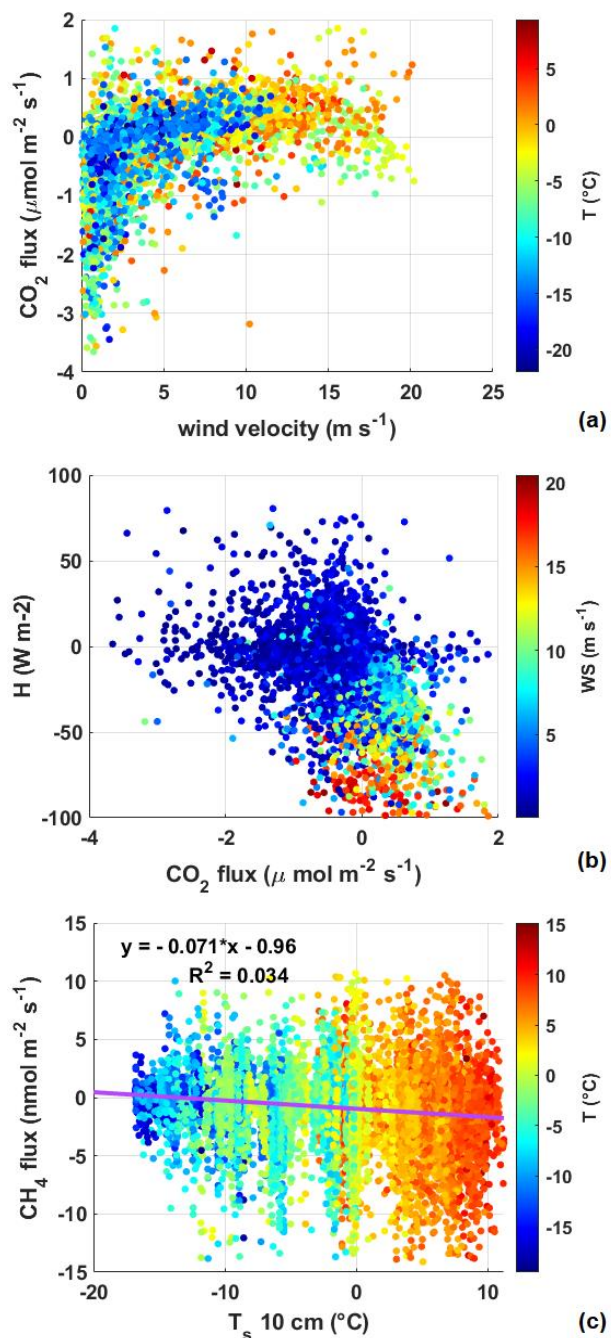 2
1
0
-1
-2
-3
-4
CO2 flux (μmol m-2 s-1)
0 5 10 15 20 25
wind velocity (m s-1)
5
0
-5
-10
-15
-20
T (°C)
(a)
100
50
0
-50
-100
H (W m-2)
-4 -2 0 2
CO2 flux (μ mol m-2 s-1)
20
15
10
5
WS (m s-1)
(b)
y = - 0.071*x - 0.96
R2 = 0.034
15
10
5
0
-5
-10
-15
CH4 flux (nmol m-2 s-1)
-20 -10 0 10
Ts 10 cm (°C)
15
10
5
0
-5
-10
-15
T (°C)
(c)